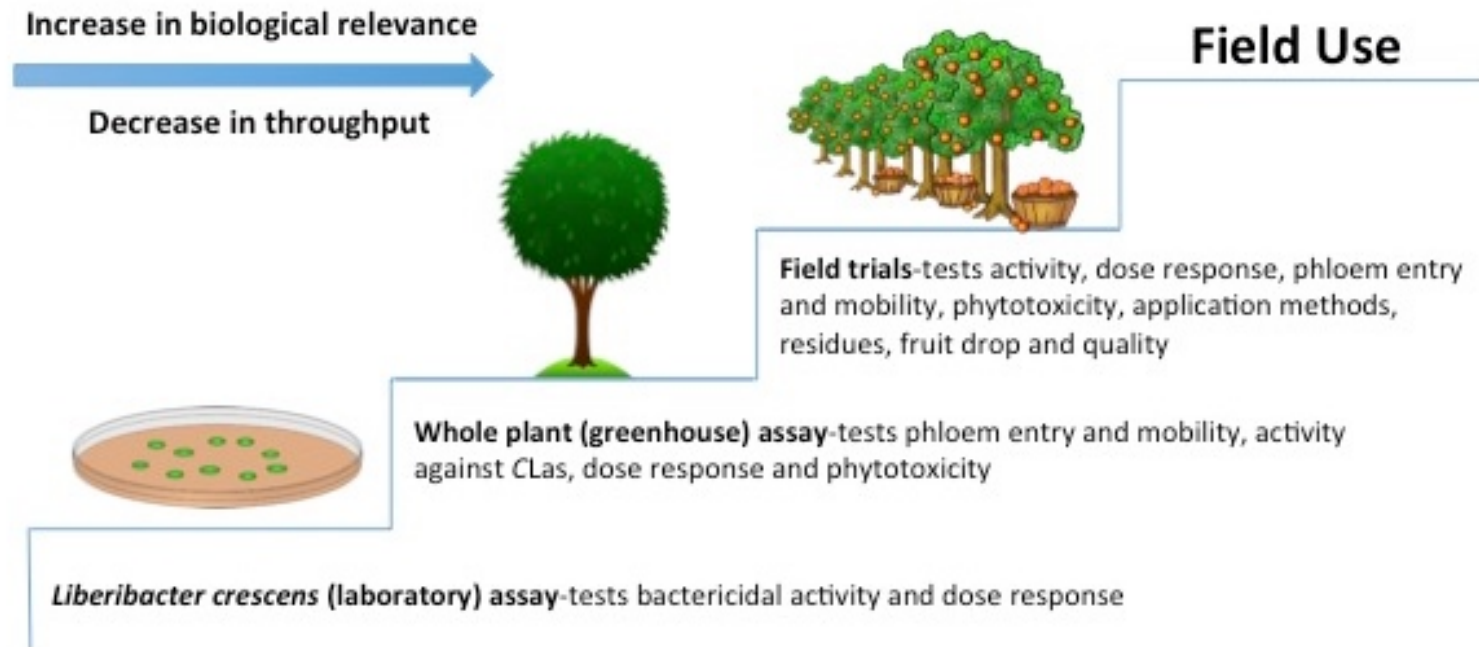 Increase in biological relevance
Decrease in throughput
Field Use
Field trials-tests activity, dose response, phloem entry
and mobility, phytotoxicity, application methods,
residues, fruit drop and quality
Whole plant (greenhouse) assay-tests phloem entry and mobility, activity
against CLas, dose response and phytotoxicity
Liberibacter crescens (laboratory) assay-tests bactericidal activity and dose response